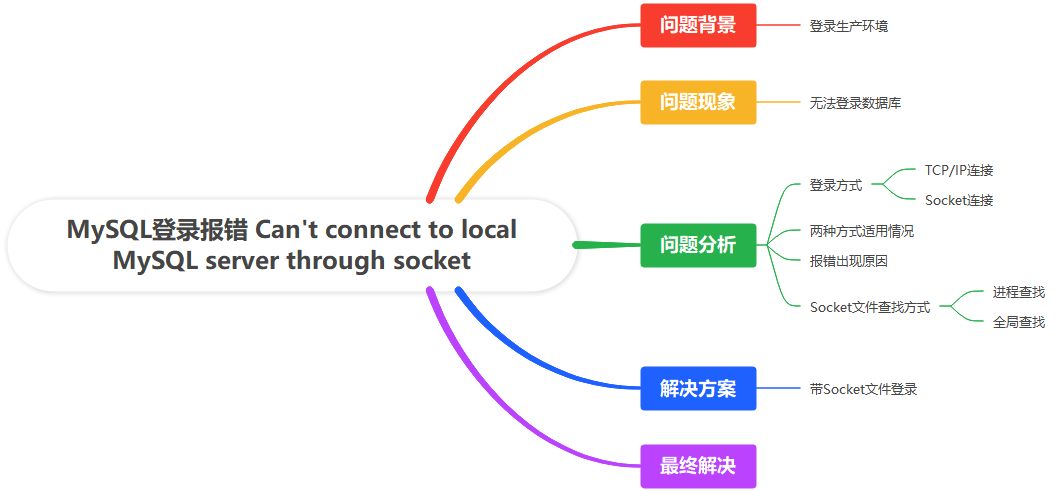 MySQL登录报错 Can't connect to local
MySQL server through socket
问题背景
登录生产环境
问题现象
无法登录数据库
问题分析
登录方式
TCP/IP连接
Socket连接
两种方式适用情况
报错出现原因
Socket文件查找方式
进程查找
全局查找
解决方案
带Socket文件登录
最终解决